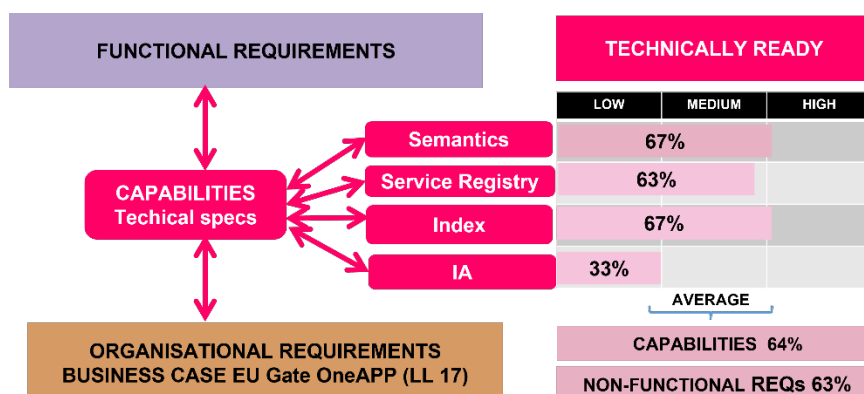 FUNCTIONAL REQUIREMENTS
TECHNICALLY READY
LOW MEDIUM HIGH
Semantics 67%
CAPABILITIES
Techical specs
Service Registry 63%
Index 67%
IA 33%
AVERAGE
ORGANISATIONAL REQUIREMENTS
BUSINESS CASE EU Gate OneAPP (LL 17)
CAPABILITIES 64%
NON-FUNCTIONAL REQs 63%